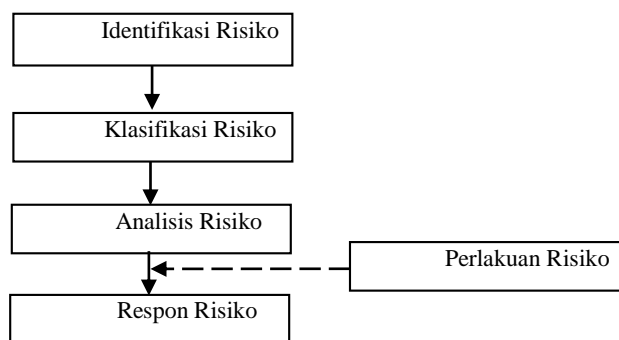 Identifikasi Risiko
Klasifikasi Risiko
Analisis Risiko
Perlakuan Risiko
Respon Risiko